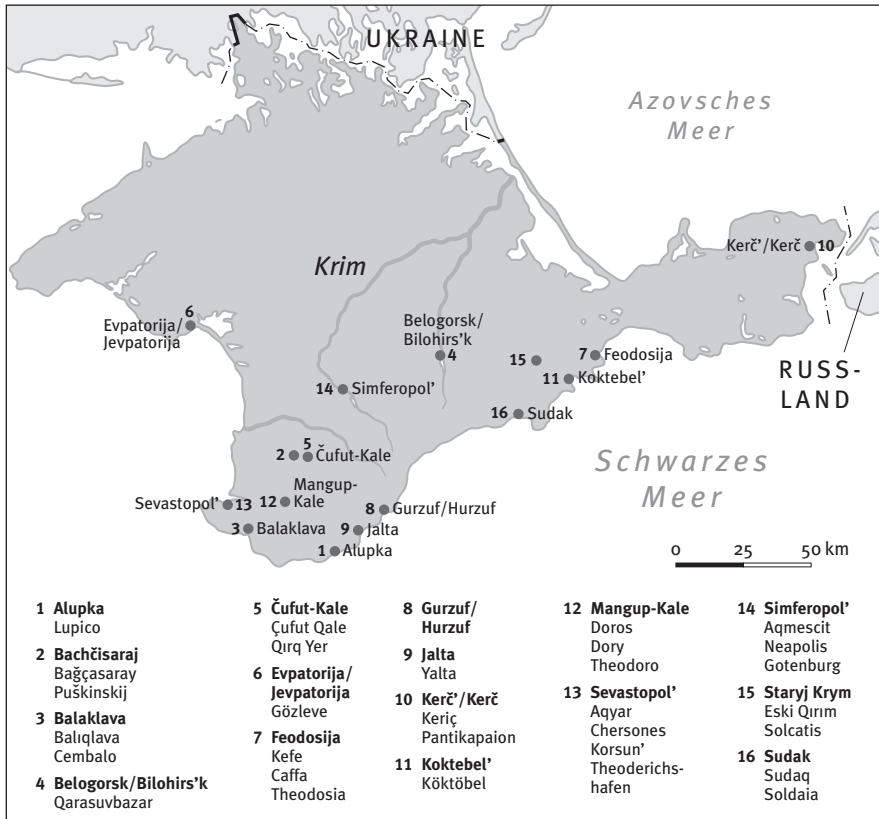 UKRAINE
Azovsches
Meer
Kerč’/Kerč 10
Krim
6
Evpatorija/
Jevpatorija
Belogorsk/
Bilohirs’k
4
15
7 Feodosija
11 Koktebel’
RUSS-
LAND
14 Simferopol’
16 Sudak
2
5
Čufut-Kale
Schwarzes
Meer
Mangup-
12 Kale
Sevastopol’ 13
8 Gurzuf/Hurzuf
3 Balaklava
9 Jalta
1 Alupka
0 25 50 km
1 Alupka
Lupico
2 Bachčisaraj
Bağçasaray
Puškinskij
3 Balaklava
Balıqlava
Cembalo
4 Belogorsk/Bilohirs’k
Qarasuvbazar
5 Čufut-Kale
Çufut Qale
Qırq Yer
6 Evpatorija/
Jevpatorija
Gözleve
7 Feodosija
Kefe
Caffa
Theodosia
8 Gurzuf/
Hurzuf
9 Jalta
Yalta
10 Kerč’/Kerč
Keriç
Pantikapaion
11 Koktebel’
Köktöbel
12 Mangup-Kale
Doros
Dory
Theodoro
13 Sevastopol’
Aqyar
Chersones
Korsun’
Theoderichs-
hafen
14 Simferopol’
Aqmescit
Neapolis
Gotenburg
15 Staryj Krym
Eski Qırım
Solcatis
16 Sudak
Sudaq
Soldaia